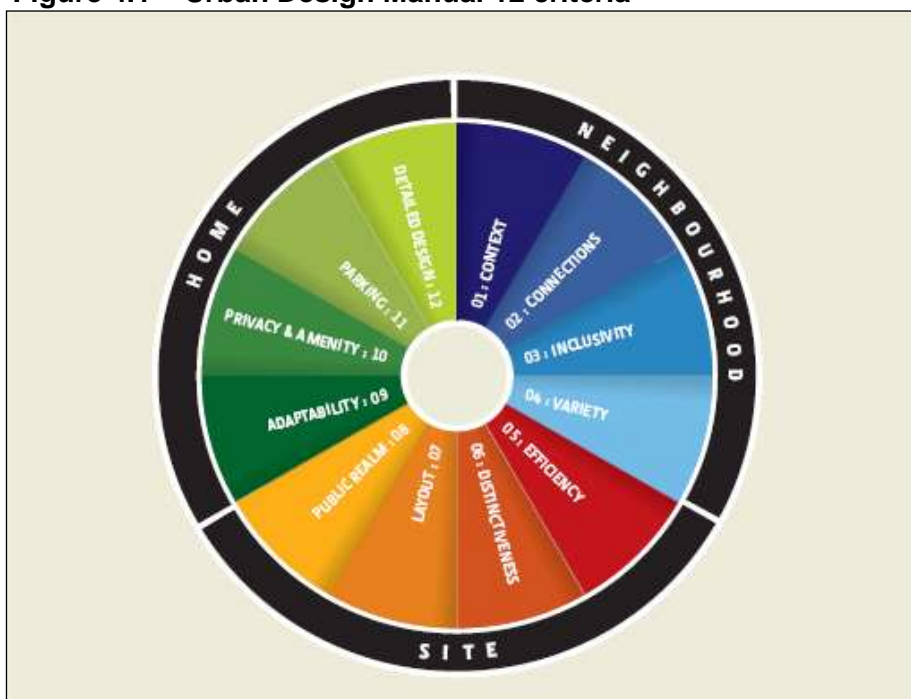 Figure 4.1 Urban Design Manual 12 criteria
NEIGHBOURHOOD
01 : CONTEXT
02 : CONNECTIONS
03 : INCLUSIVITY
04 : VARIETY
SITE
05 : EFFICIENCY
06 : DISTINCTIVENESS
LAYOUT : 07
PUBLIC REALM : 08
HOME
ADAPTABILITY : 09
PRIVACY & AMENITY : 10
PARKING : 11
DETAILED DESIGN : 12